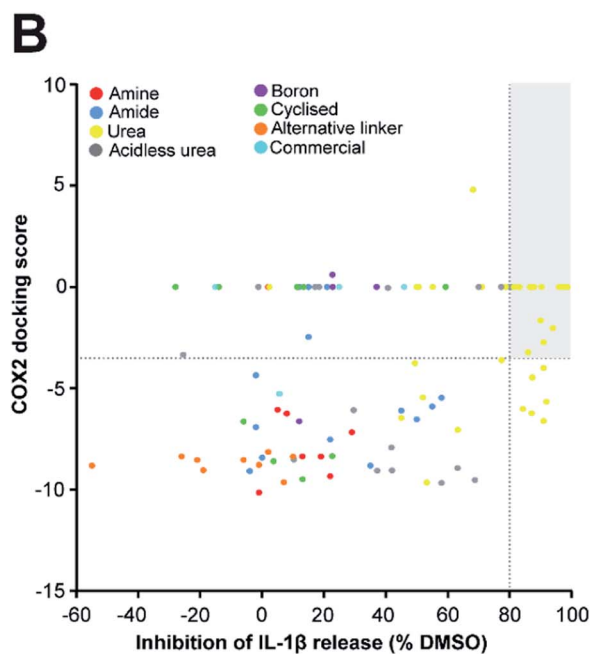 B
Amine
Amide
Urea
Acidless urea
Boron
Cyclised
Alternative linker
Commercial
COX2 docking score
10
5
0
-5
-10
-15
-60 -40 -20 0 20 40 60 80 100
Inhibition of IL-1β release (% DMSO)